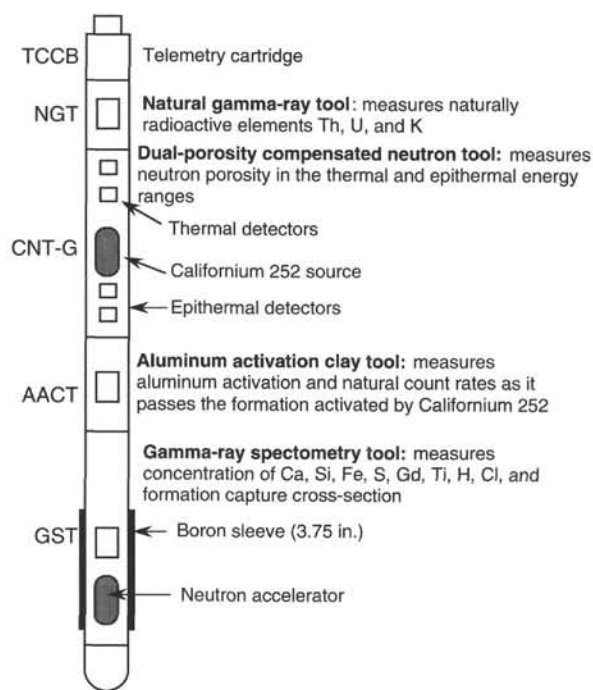 TCCB
Telemetry cartridge
NGT
Natural gamma-ray tool: measures naturally
radioactive elements Th, U, and K
Dual-porosity compensated neutron tool: measures
neutron porosity in the thermal and epithermal energy
ranges
Thermal detectors
CNT-G
Californium 252 source
Epithermal detectors
Aluminum activation clay tool: measures
aluminum activation and natural count rates as it
passes the formation activated by Californium 252
AACT
Gamma-ray spectometry tool: measures
concentration of Ca, Si, Fe, S, Gd, Ti, H, Cl, and
formation capture cross-section
GST
Boron sleeve (3.75 in.)
Neutron accelerator